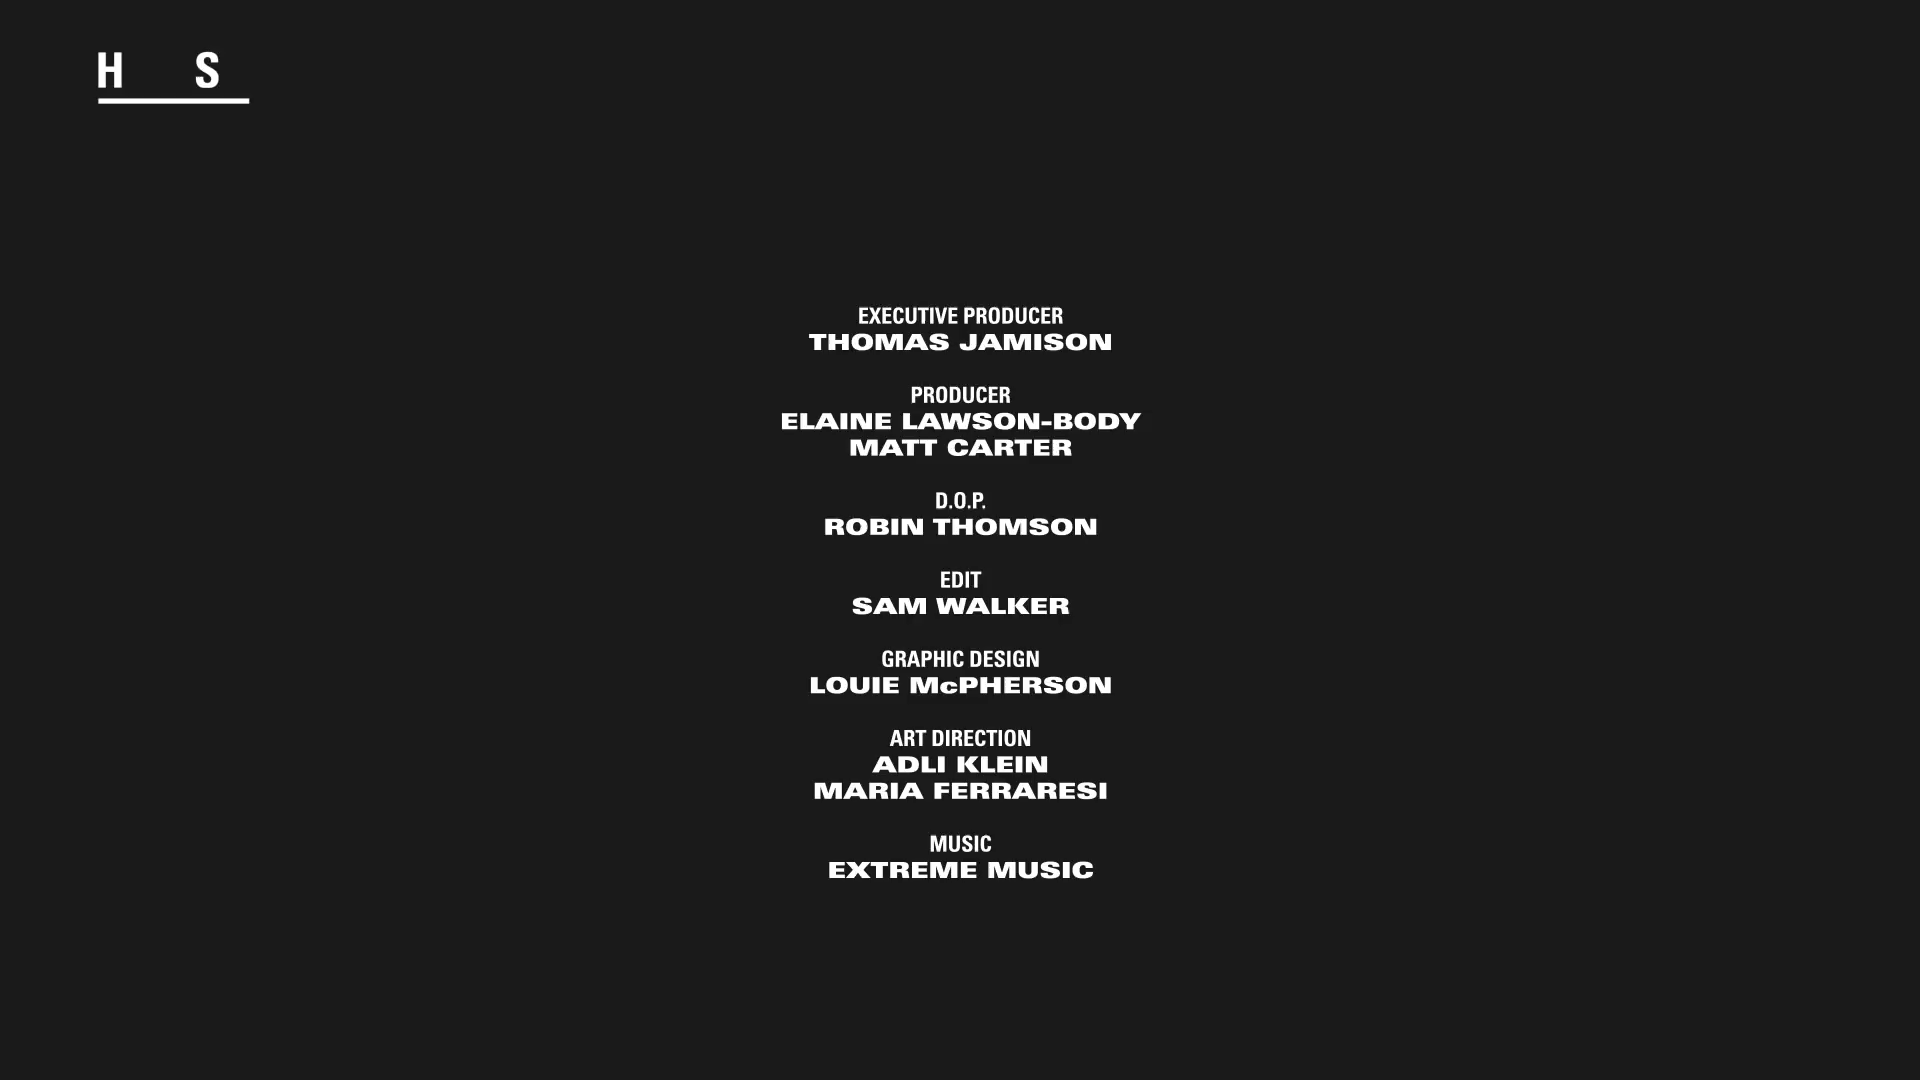 H S
EXECUTIVE PRODUCER
THOMAS JAMISON
PRODUCER
ELAINE LAWSON-BODY
MATT CARTER
D.O.P.
ROBIN THOMSON
EDIT
SAM WALKER
GRAPHIC DESIGN
LOUIE McPHERSON
ART DIRECTION
ADLI KLEIN
MARIA FERRARESI
MUSIC
EXTREME MUSIC